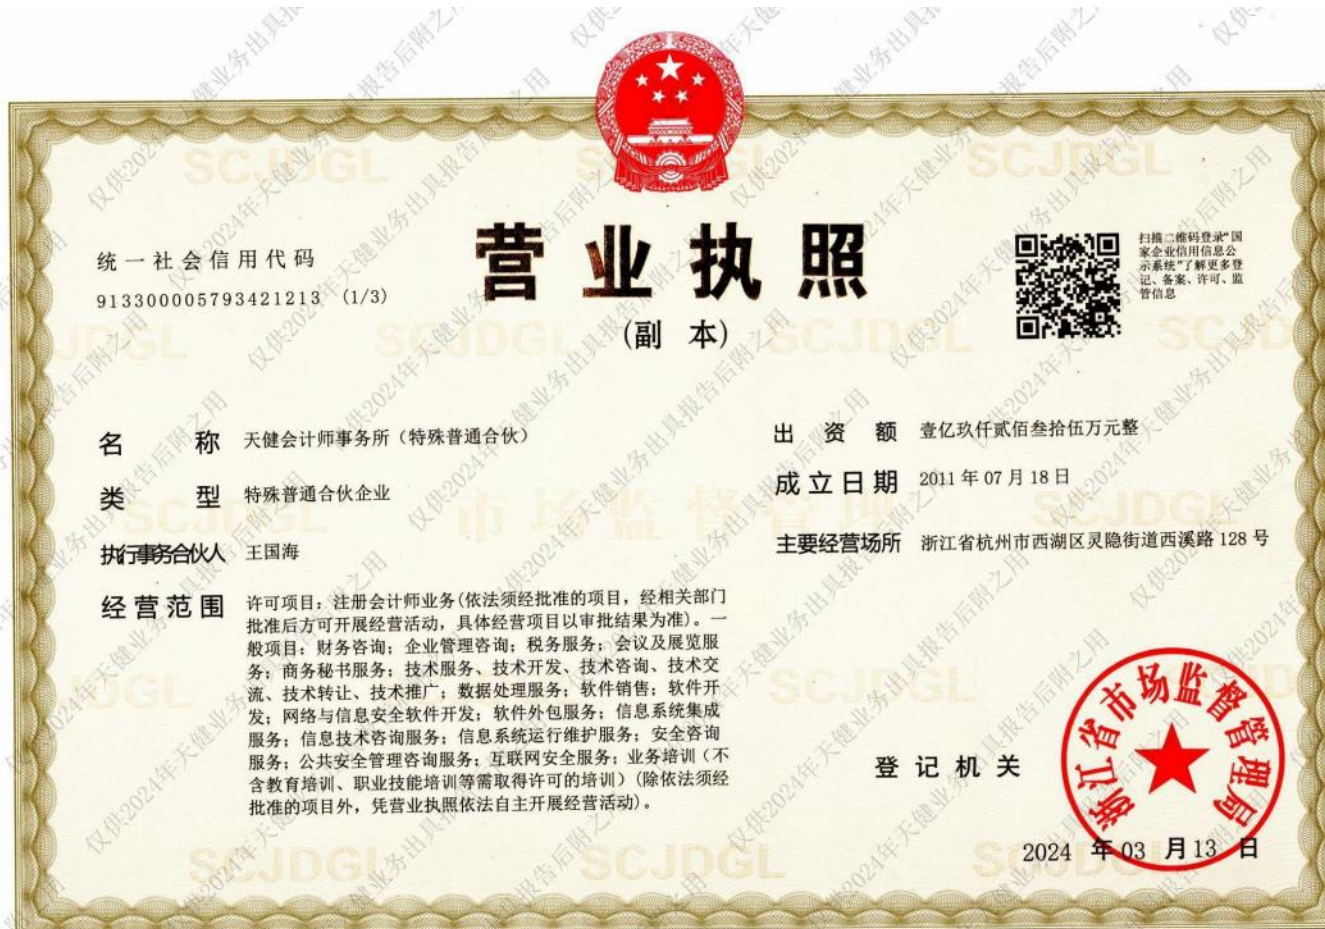 营业执照
(副 本)
统一社会信用代码
913300005793421213 (1/3)
扫描二维码登录“国
家企业信用信息公
示系统”了解更多登
记、备案、许可、监
管信息
名 称 天健会计师事务所（特殊普通合伙）
类 型 特殊普通合伙企业
执行事务合伙人 王国海
经营范围 许可项目：注册会计师业务(依法须经批准的项目，经相关部门
批准后方可开展经营活动，具体经营项目以审批结果为准)。一
般项目：财务咨询；企业管理咨询；税务服务；会议及展览服
务；商务秘书服务；技术服务、技术开发、技术咨询、技术交
流、技术转让、技术推广；数据处理服务；软件销售；软件开
发；网络与信息安全软件开发；软件外包服务；信息系统集成
服务；信息技术咨询服务；信息系统运行维护服务；安全咨询
服务；公共安全管理咨询服务；互联网安全服务；业务培训（不
含教育培训、职业技能培训等需取得许可的培训）(除依法须经
批准的项目外，凭营业执照依法自主开展经营活动)。
出 资 额 壹亿玖仟贰佰叁拾伍万元整
成立日期 2011年07月18日
主要经营场所 浙江省杭州市西湖区灵隐街道西溪路128号
登记机关
浙江省市场监督管理局
2024 年 03 月 13 日
SCJDGL
市场监督管理
仅供2024年天健业务出具报告后附之用